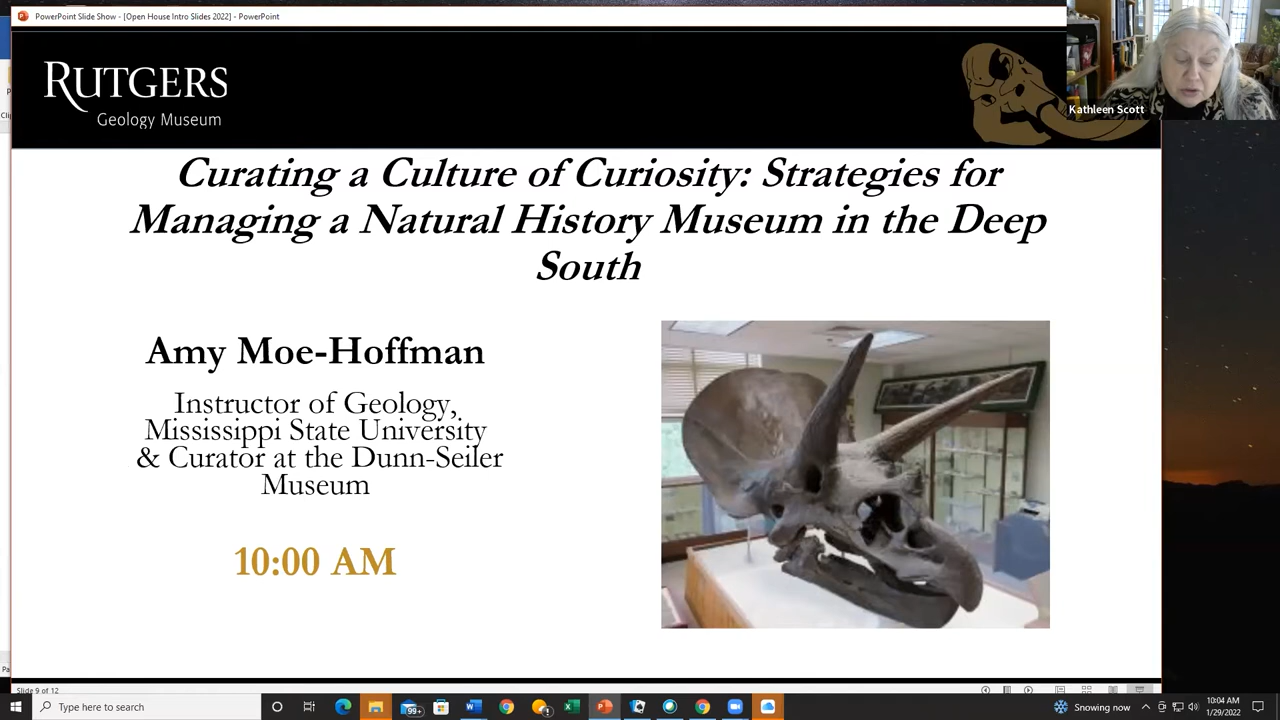 PowerPoint Slide Show - [Open House Intro Slides 2022] - PowerPoint
RUTGERS
Geology Museum
Kathleen Scott
Curating a Culture of Curiosity: Strategies for
Managing a Natural History Museum in the Deep
South
Amy Moe-Hoffman
Instructor of Geology,
Mississippi State University
& Curator at the Dunn-Seiler
Museum
10:00 AM
Slide 9 of 12
Type here to search
99+
Snowing now
10:04 AM
1/29/2022